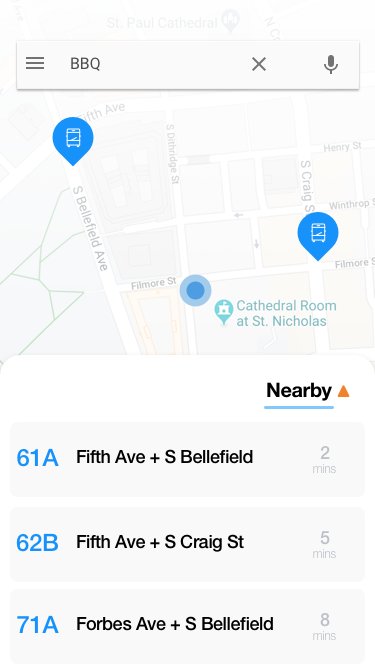 St. Paul Cathedral
N Craig
BBQ
Fifth Ave
S Dithridge St
Henry St
S Craig St
Winthrop S
S Bellefield Ave
Filmore St
Filmore S
Cathedral Room
at St. Nicholas
Nearby
61A Fifth Ave + S Bellefield 2 mins
62B Fifth Ave + S Craig St 5 mins
71A Forbes Ave + S Bellefield 8 mins